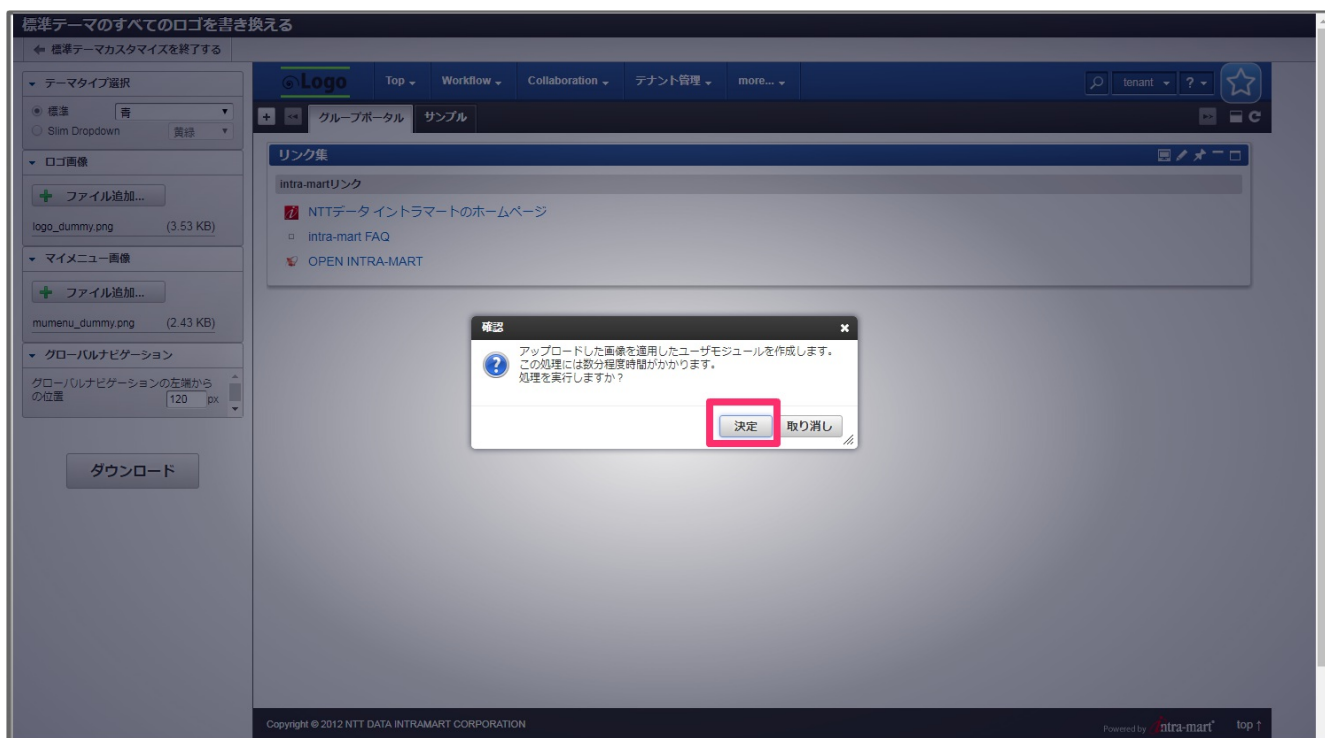 標準テーマのすべてのロゴを書き換える
標準テーマカスタマイズを終了する
テーマタイプ選択
標準 青
Slim Dropdown 黄緑
ロゴ画像
ファイル追加...
logo_dummy.png (3.53 KB)
マイメニュー画像
ファイル追加...
mumenu_dummy.png (2.43 KB)
グローバルナビゲーション
グローバルナビゲーションの左端から
の位置 120 px
ダウンロード
Logo Top Workflow Collaboration テナント管理 more... tenant ?
グループポータル サンプル
リンク集
intra-martリンク
NTTデータ イントラマートのホームページ
intra-mart FAQ
OPEN INTRA-MART
確認
アップロードした画像を適用したユーザモジュールを作成します。
この処理には数分程度時間がかかります。
処理を実行しますか？
決定 取り消し
Copyright © 2012 NTT DATA INTRAMART CORPORATION
Powered by intra-mart top ↑